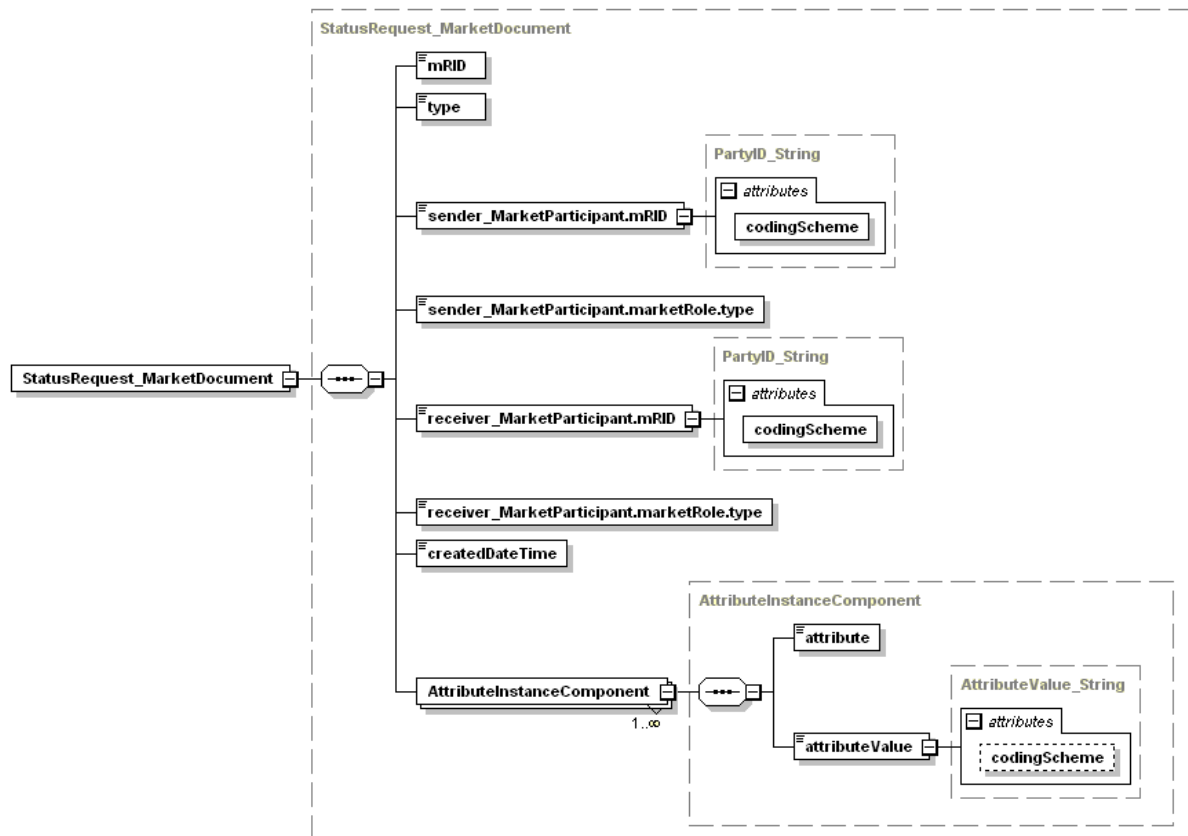 StatusRequest_MarketDocument
mRID
type
PartyID_String
attributes
sender_MarketParticipant.mRID
codingScheme
sender_MarketParticipant.marketRole.type
PartyID_String
StatusRequest_MarketDocument
attributes
receiver_MarketParticipant.mRID
codingScheme
receiver_MarketParticipant.marketRole.type
createdDateTime
AttributeInstanceComponent
attribute
AttributeInstanceComponent
1..∞
AttributeValue_String
attributes
attributeValue
codingScheme